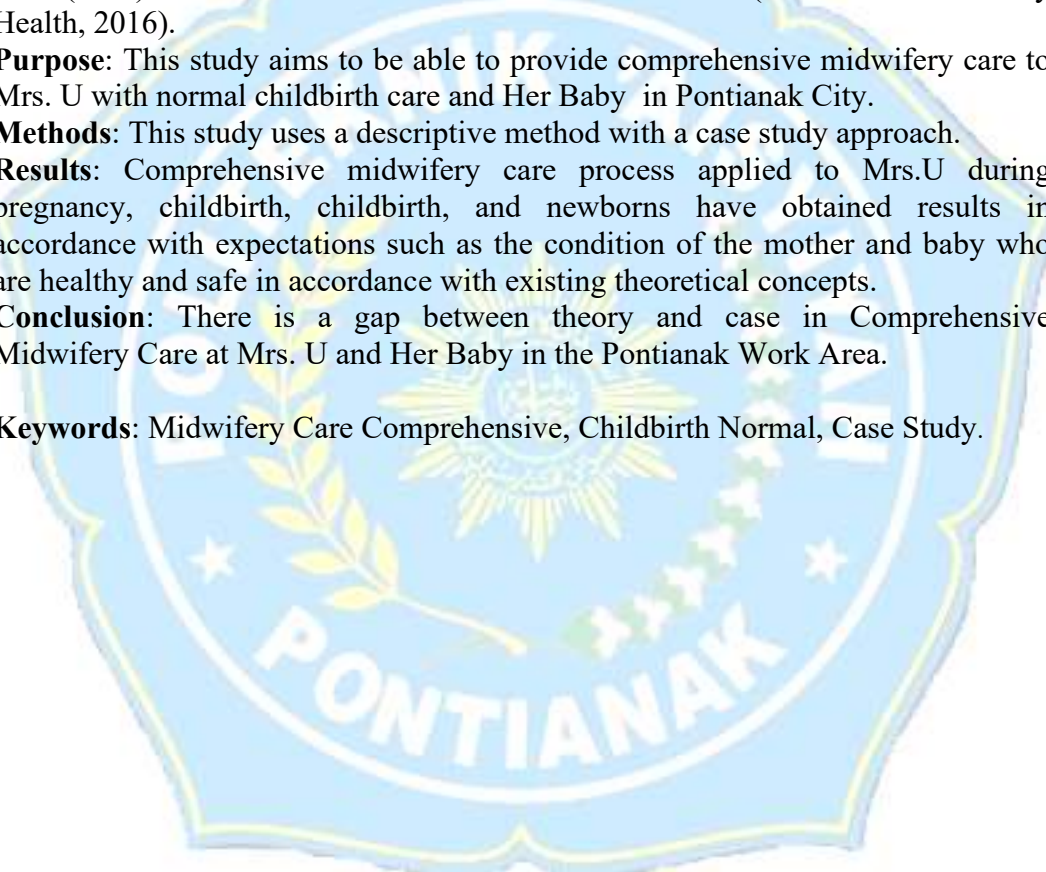 Health, 2016).
Purpose: This study aims to be able to provide comprehensive midwifery care to
Mrs. U with normal childbirth care and Her Baby in Pontianak City.
Methods: This study uses a descriptive method with a case study approach.
Results: Comprehensive midwifery care process applied to Mrs.U during
pregnancy, childbirth, childbirth, and newborns have obtained results in
accordance with expectations such as the condition of the mother and baby who
are healthy and safe in accordance with existing theoretical concepts.
Conclusion: There is a gap between theory and case in Comprehensive
Midwifery Care at Mrs. U and Her Baby in the Pontianak Work Area.
Keywords: Midwifery Care Comprehensive, Childbirth Normal, Case Study.
PONTIANAK